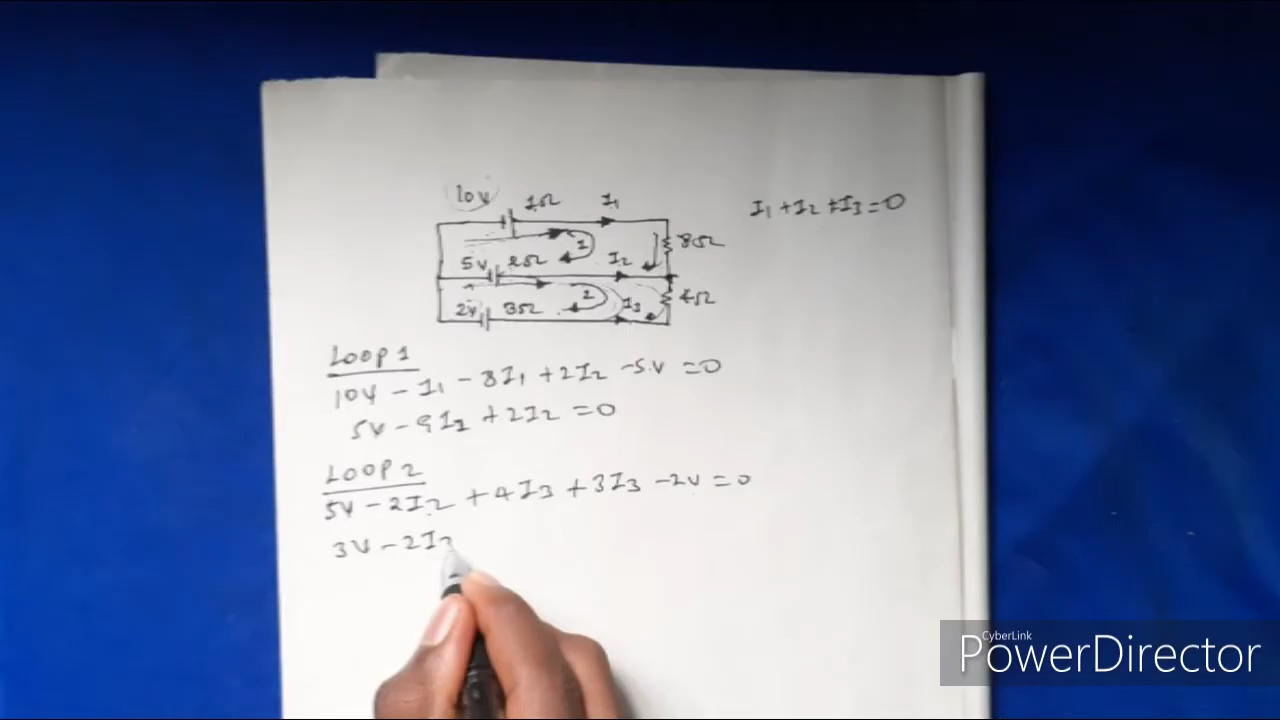 10V 1Ω I1
I1 + I2 + I3 = 0
1 8Ω
5V 2Ω I2
2 4Ω
2V 3Ω I3
LOOP 1
10V - I1 - 8I1 + 2I2 - 5V = 0
5V - 9I1 + 2I2 = 0
LOOP 2
5V - 2I2 + 4I3 + 3I3 - 2V = 0
3V - 2I2
CyberLink
PowerDirector